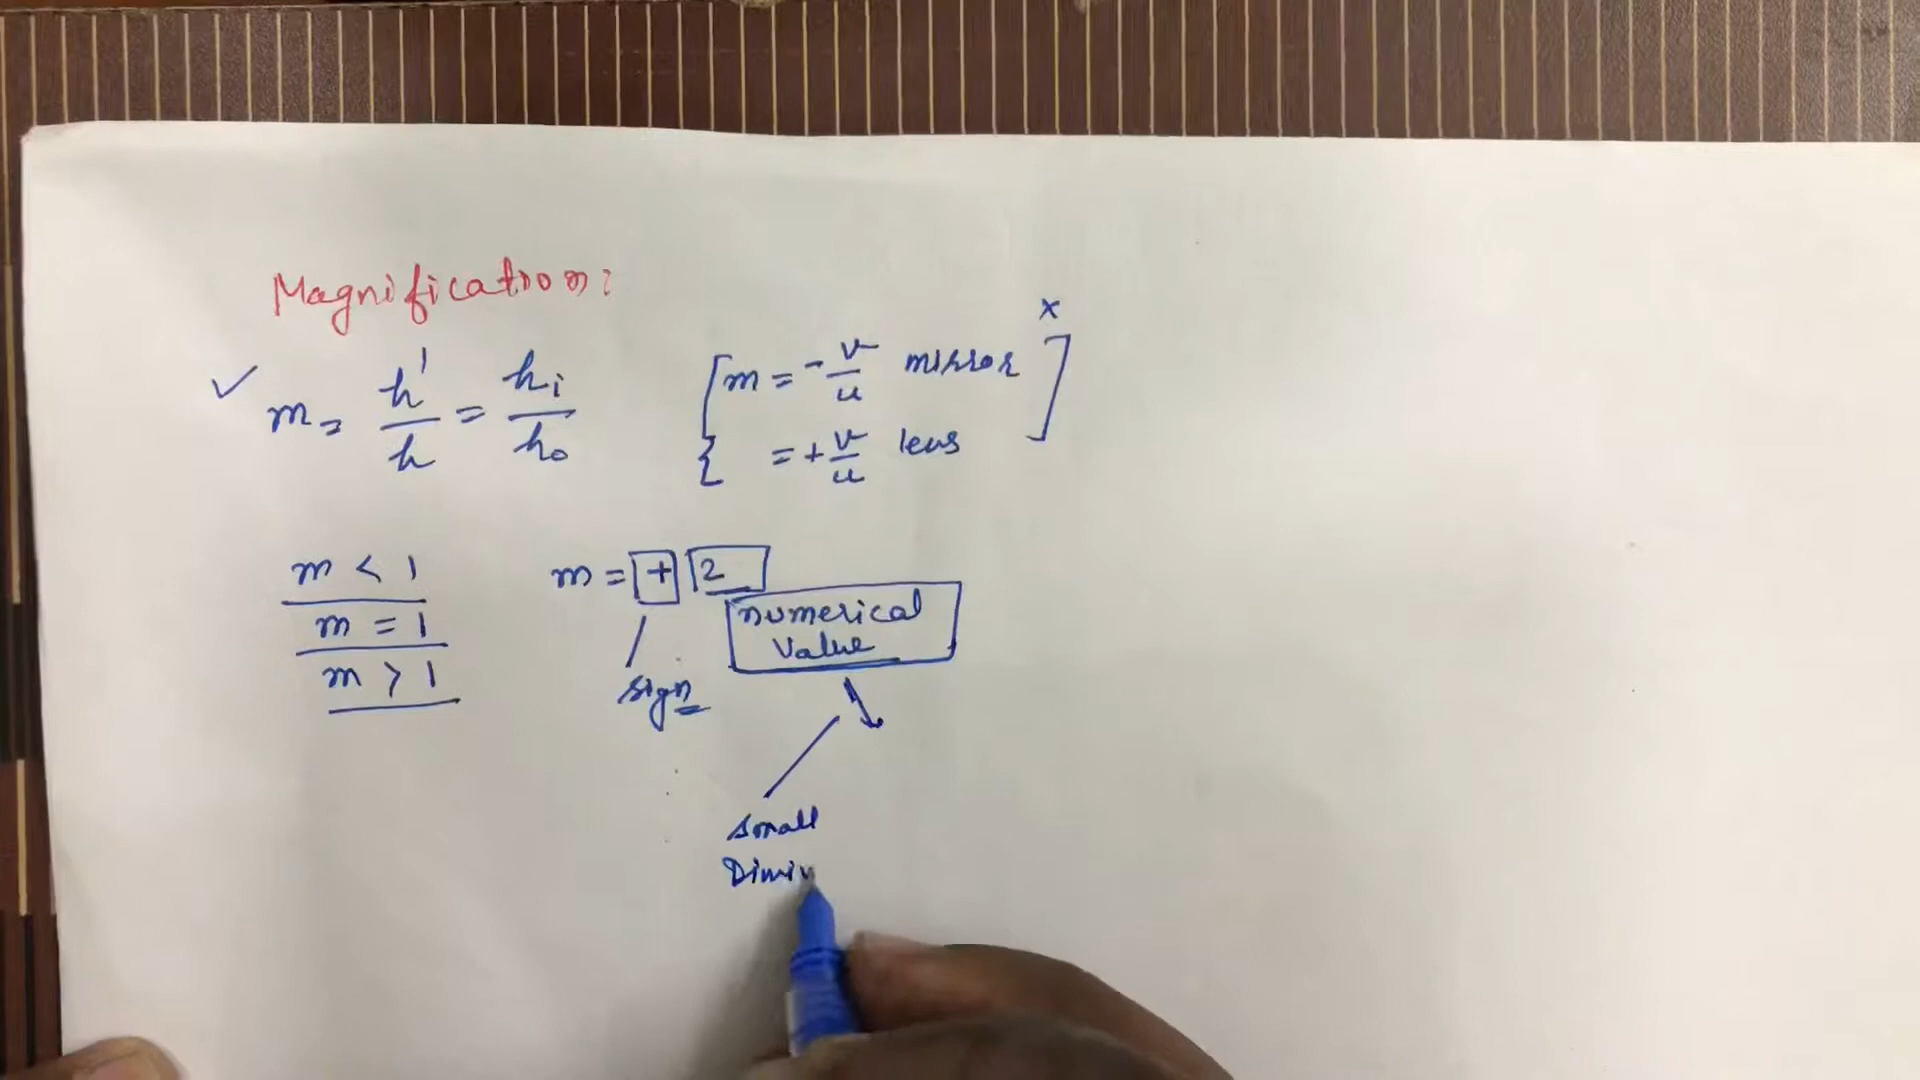 Magnification:
✓ m = h'/h = hi/ho
[m = -v/u mirror] x
{ = +v/u lens
m < 1
m = 1
m > 1
m = + 2
numerical
value
sign
small
Dimin